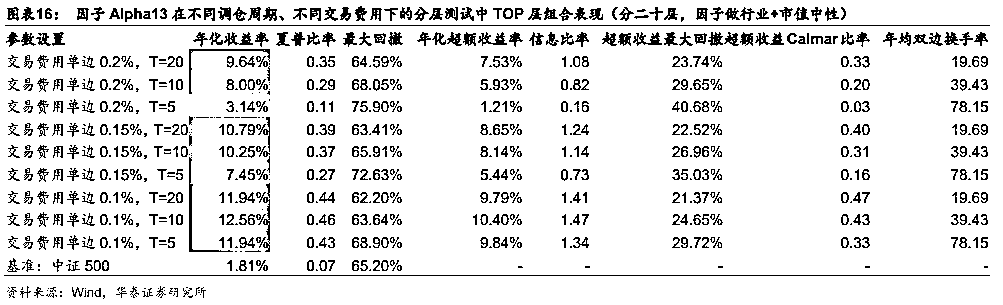 图表16： 因子 Alpha13 在不同调仓周期、不同交易费用下的分层测试中 TOP 层组合表现（分二十层，因子做行业+市值中性）
参数设置 年化收益率 夏普比率 最大回撤 年化超额收益率 信息比率 超额收益最大回撤 超额收益Calmar 比率 年均双边换手率
交易费用单边 0.2%，T=20 9.64% 0.35 64.59% 7.53% 1.08 23.74% 0.33 19.69
交易费用单边 0.2%，T=10 8.00% 0.29 68.05% 5.93% 0.82 29.65% 0.20 39.43
交易费用单边 0.2%，T=5 3.14% 0.11 75.90% 1.21% 0.16 40.68% 0.03 78.15
交易费用单边 0.15%，T=20 10.79% 0.39 63.41% 8.65% 1.24 22.52% 0.40 19.69
交易费用单边 0.15%，T=10 10.25% 0.37 65.91% 8.14% 1.14 26.96% 0.31 39.43
交易费用单边 0.15%，T=5 7.45% 0.27 72.63% 5.44% 0.73 35.03% 0.16 78.15
交易费用单边 0.1%，T=20 11.94% 0.44 62.20% 9.79% 1.41 21.37% 0.47 19.69
交易费用单边 0.1%，T=10 12.56% 0.46 63.64% 10.40% 1.47 24.65% 0.43 39.43
交易费用单边 0.1%，T=5 11.94% 0.43 68.90% 9.84% 1.34 29.72% 0.33 78.15
基准：中证 500 1.81% 0.07 65.20% - - - - -
资料来源：Wind，华泰证券研究所